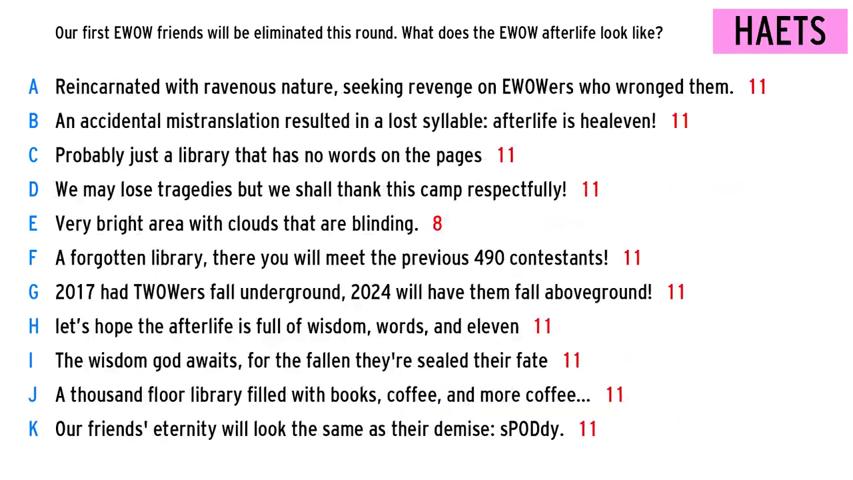 Our first EWOW friends will be eliminated this round. What does the EWOW afterlife look like?
HAETS
A Reincarnated with ravenous nature, seeking revenge on EWOWers who wronged them. 11
B An accidental mistranslation resulted in a lost syllable: afterlife is healeven! 11
C Probably just a library that has no words on the pages 11
D We may lose tragedies but we shall thank this camp respectfully! 11
E Very bright area with clouds that are blinding. 8
F A forgotten library, there you will meet the previous 490 contestants! 11
G 2017 had TWOWers fall underground, 2024 will have them fall aboveground! 11
H let's hope the afterlife is full of wisdom, words, and eleven 11
I The wisdom god awaits, for the fallen they're sealed their fate 11
J A thousand floor library filled with books, coffee, and more coffee... 11
K Our friends' eternity will look the same as their demise: sPODdy. 11